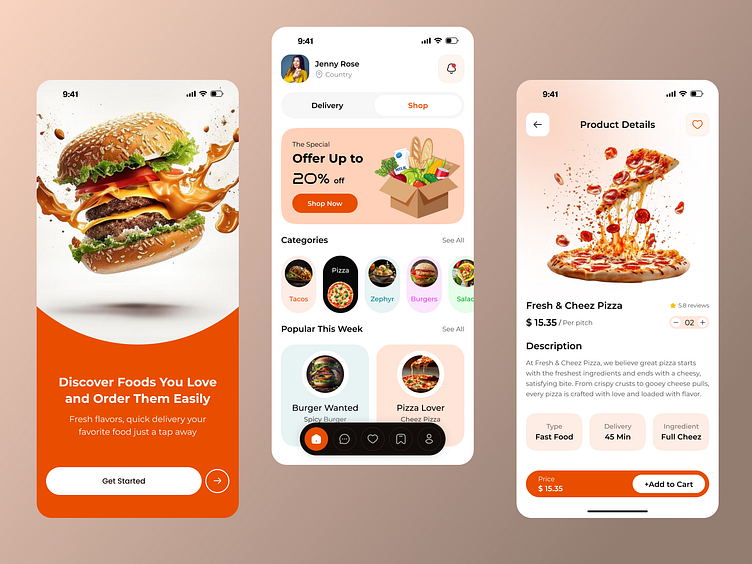 9:41
Discover Foods You Love
and Order Them Easily
Fresh flavors, quick delivery your
favorite food just a tap away
Get Started
9:41
Jenny Rose
Country
Delivery
Shop
The Special
Offer Up to
20% off
Shop Now
MILK
Categories
See All
Tacos
Pizza
Zephyr
Burgers
Salad
Popular This Week
See All
Burger Wanted
Spicy Burger
Pizza Lover
Cheez Pizza
9:41
Product Details
Fresh & Cheez Pizza
5.8 reviews
$ 15.35 / Per pitch
02
Description
At Fresh & Cheez Pizza, we believe great pizza starts
with the freshest ingredients and ends with a cheesy,
satisfying bite. From crispy crusts to gooey cheese pulls,
every pizza is crafted with love and loaded with flavor.
Type
Fast Food
Delivery
45 Min
Ingredient
Full Cheez
Price
$ 15.35
+Add to Cart